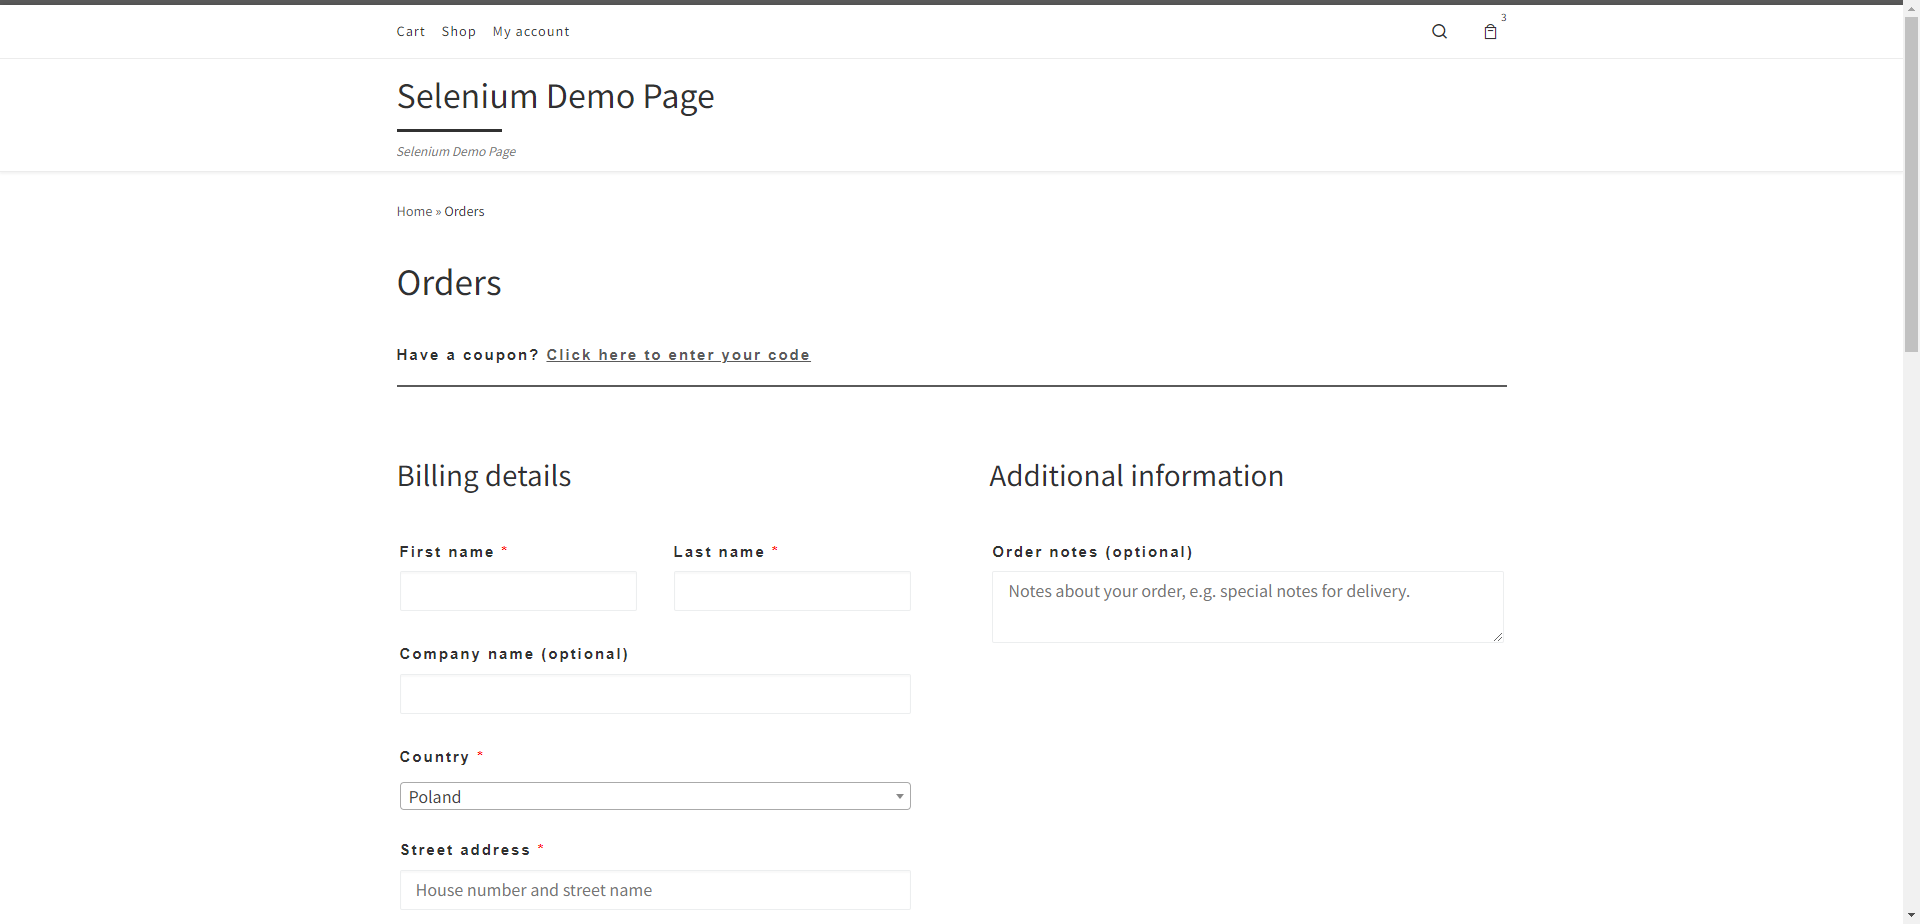 Cart Shop My account
3
Selenium Demo Page
Selenium Demo Page
Home » Orders
Orders
Have a coupon? Click here to enter your code
Billing details
First name *
Last name *
Company name (optional)
Country *
Poland
Street address *
House number and street name
Additional information
Order notes (optional)
Notes about your order, e.g. special notes for delivery.